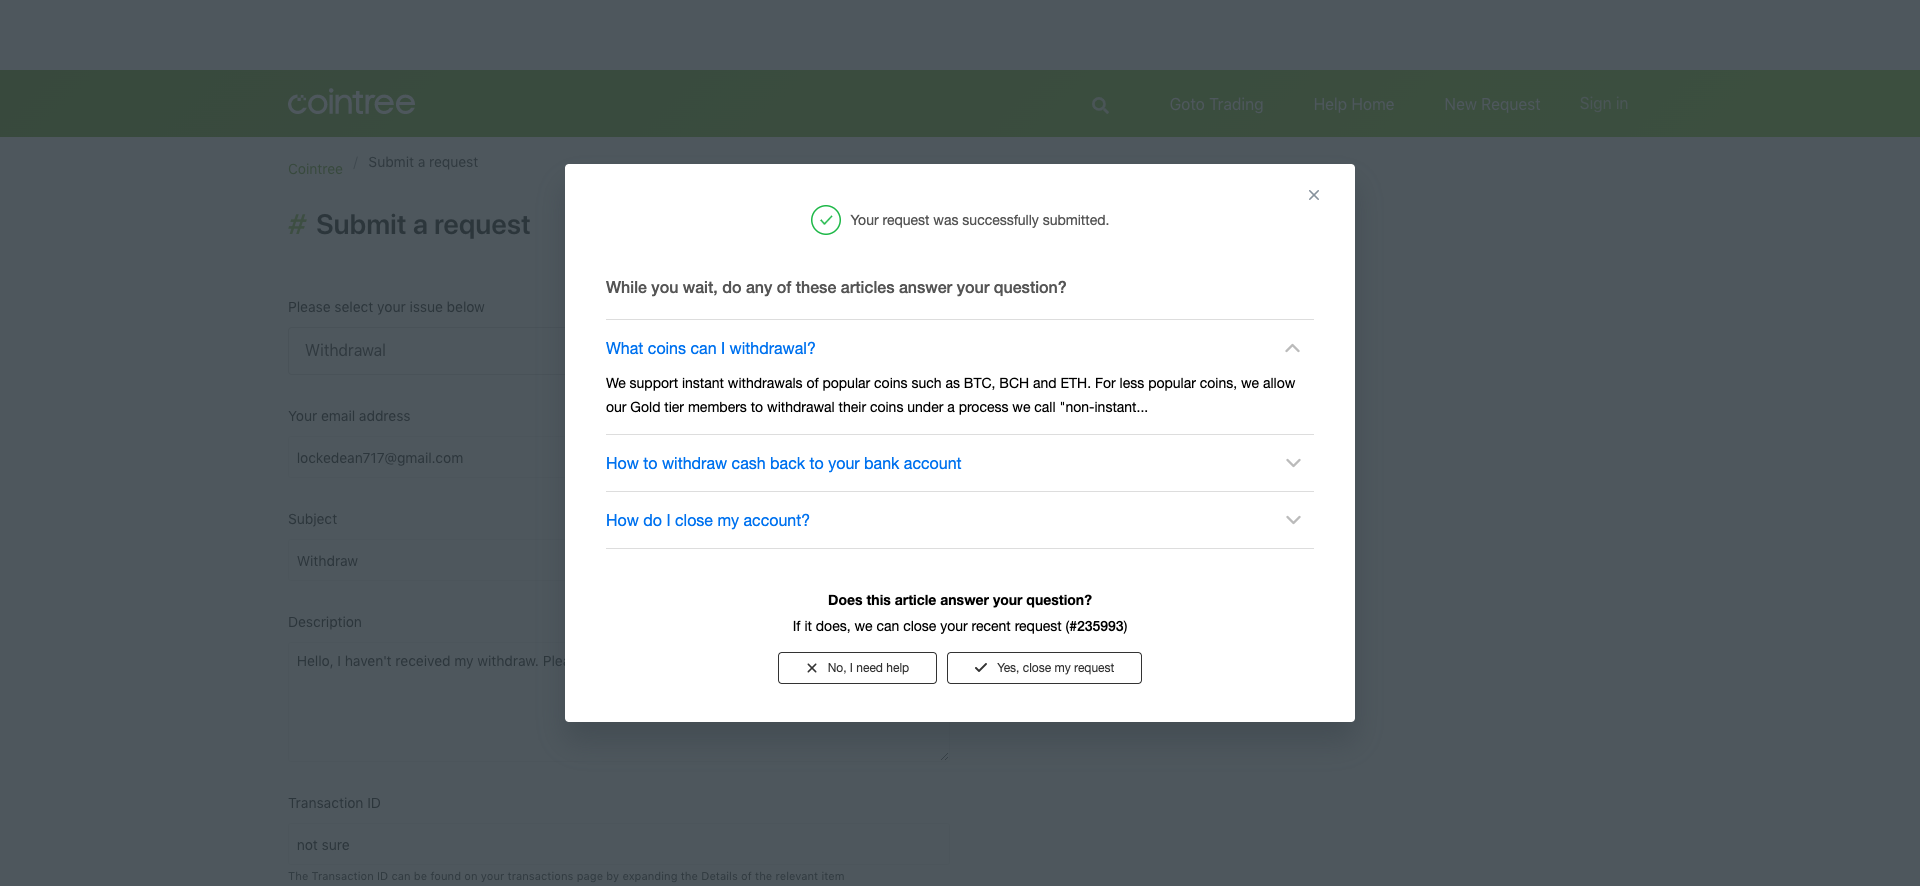 cointree
Goto Trading
Help Home
New Request
Sign in
Cointree / Submit a request
# Submit a request
Please select your issue below
Withdrawal
Your email address
lockedean717@gmail.com
Subject
Withdraw
Description
Hello, I haven't received my withdraw.
Transaction ID
not sure
The Transaction ID can be found on your transactions page by expanding the Details of the relevant item
Your request was successfully submitted.
While you wait, do any of these articles answer your question?
What coins can I withdrawal?
We support instant withdrawals of popular coins such as BTC, BCH and ETH. For less popular coins, we allow
our Gold tier members to withdrawal their coins under a process we call "non-instant...
How to withdraw cash back to your bank account
How do I close my account?
Does this article answer your question?
If it does, we can close your recent request (#235993)
No, I need help
Yes, close my request